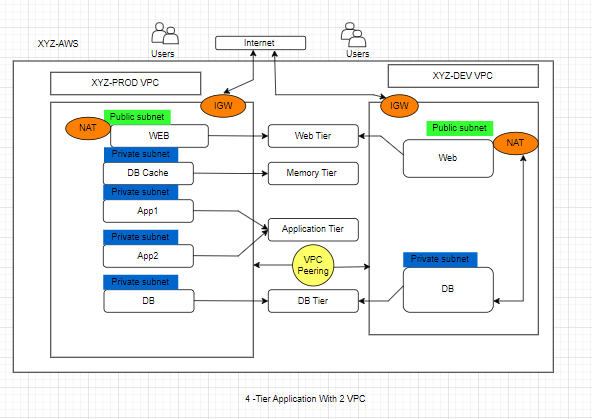 XYZ-AWS
Users
Internet
Users
XYZ-PROD VPC
XYZ-DEV VPC
IGW
IGW
Public subnet
NAT
WEB
Web Tier
Public subnet
NAT
Web
Private subnet
DB Cache
Memory Tier
Private subnet
App1
Application Tier
Private subnet
App2
VPC
Peering
Private subnet
DB
Private subnet
DB
DB Tier
4 -Tier Application With 2 VPC